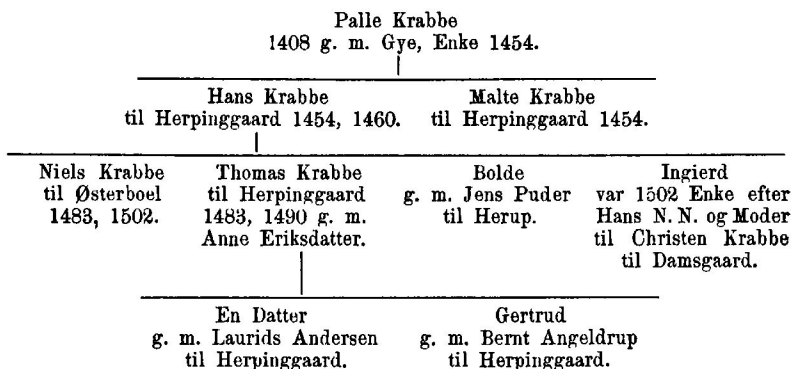 Palle Krabbe
1408 g. m. Gye, Enke 1454.
Hans Krabbe
til Herpinggaard 1454, 1460.
Malte Krabbe
til Herpinggaard 1454.
Niels Krabbe
til Østerboel
1483, 1502.
Thomas Krabbe
til Herpinggaard
1483, 1490 g. m.
Anne Eriksdatter.
Bolde
g. m. Jens Puder
til Herup.
Ingierd
var 1502 Enke efter
Hans N. N. og Moder
til Christen Krabbe
til Damsgaard.
En Datter
g. m. Laurids Andersen
til Herpinggaard.
Gertrud
g. m. Bernt Angeldrup
til Herpinggaard.